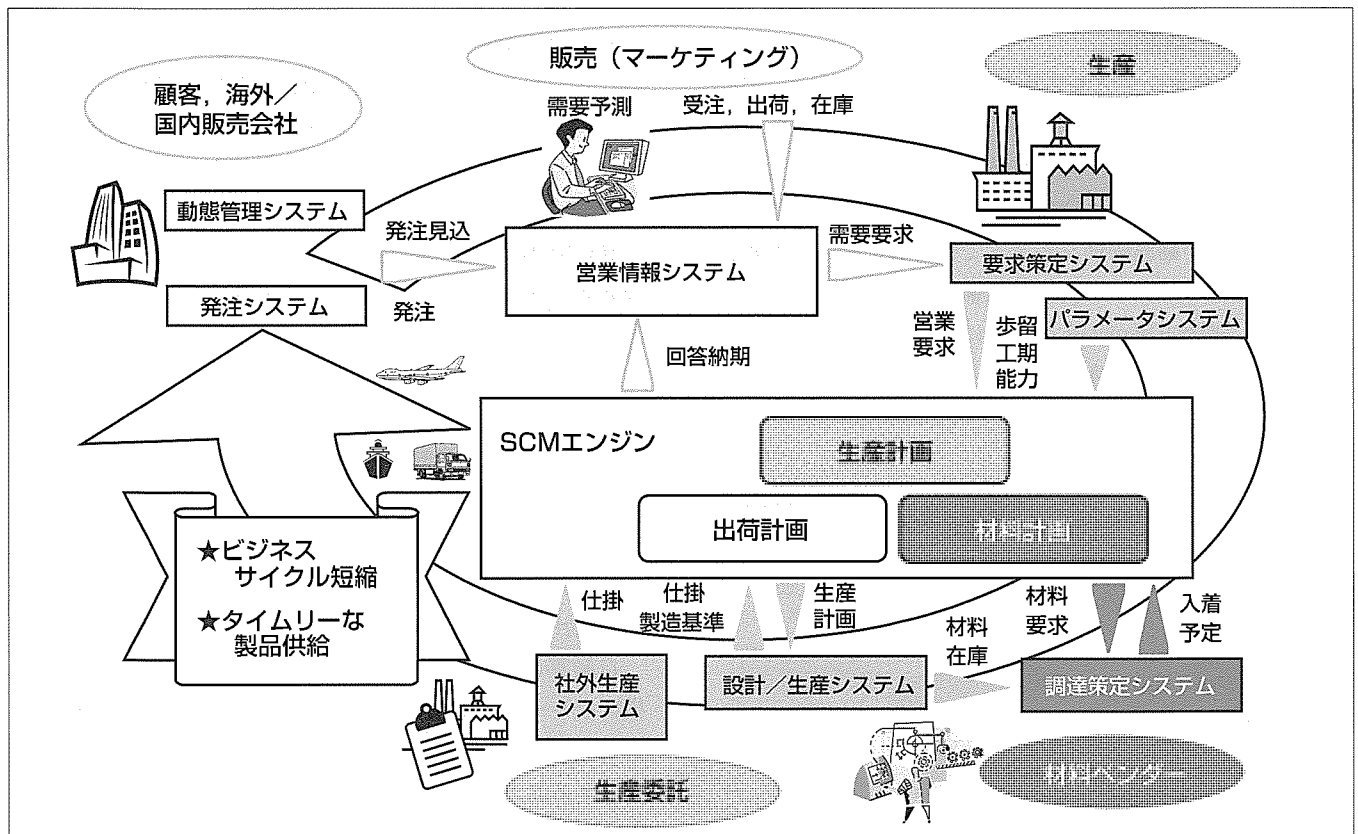 販売（マーケティング）
生産
顧客，海外／
国内販売会社
需要予測
受注，出荷，在庫
動態管理システム
発注見込
営業情報システム
需要要求
要求策定システム
発注システム
発注
パラメータシステム
営業
要求
歩留
工期
能力
回答納期
SCMエンジン
生産計画
出荷計画
材料計画
★ビジネス
サイクル短縮
★タイムリーな
製品供給
仕掛
仕掛
製造基準
生産
計画
材料
在庫
材料
要求
入着
予定
社外生産
システム
設計／生産システム
調達策定システム
生産委託
材料ベンダー